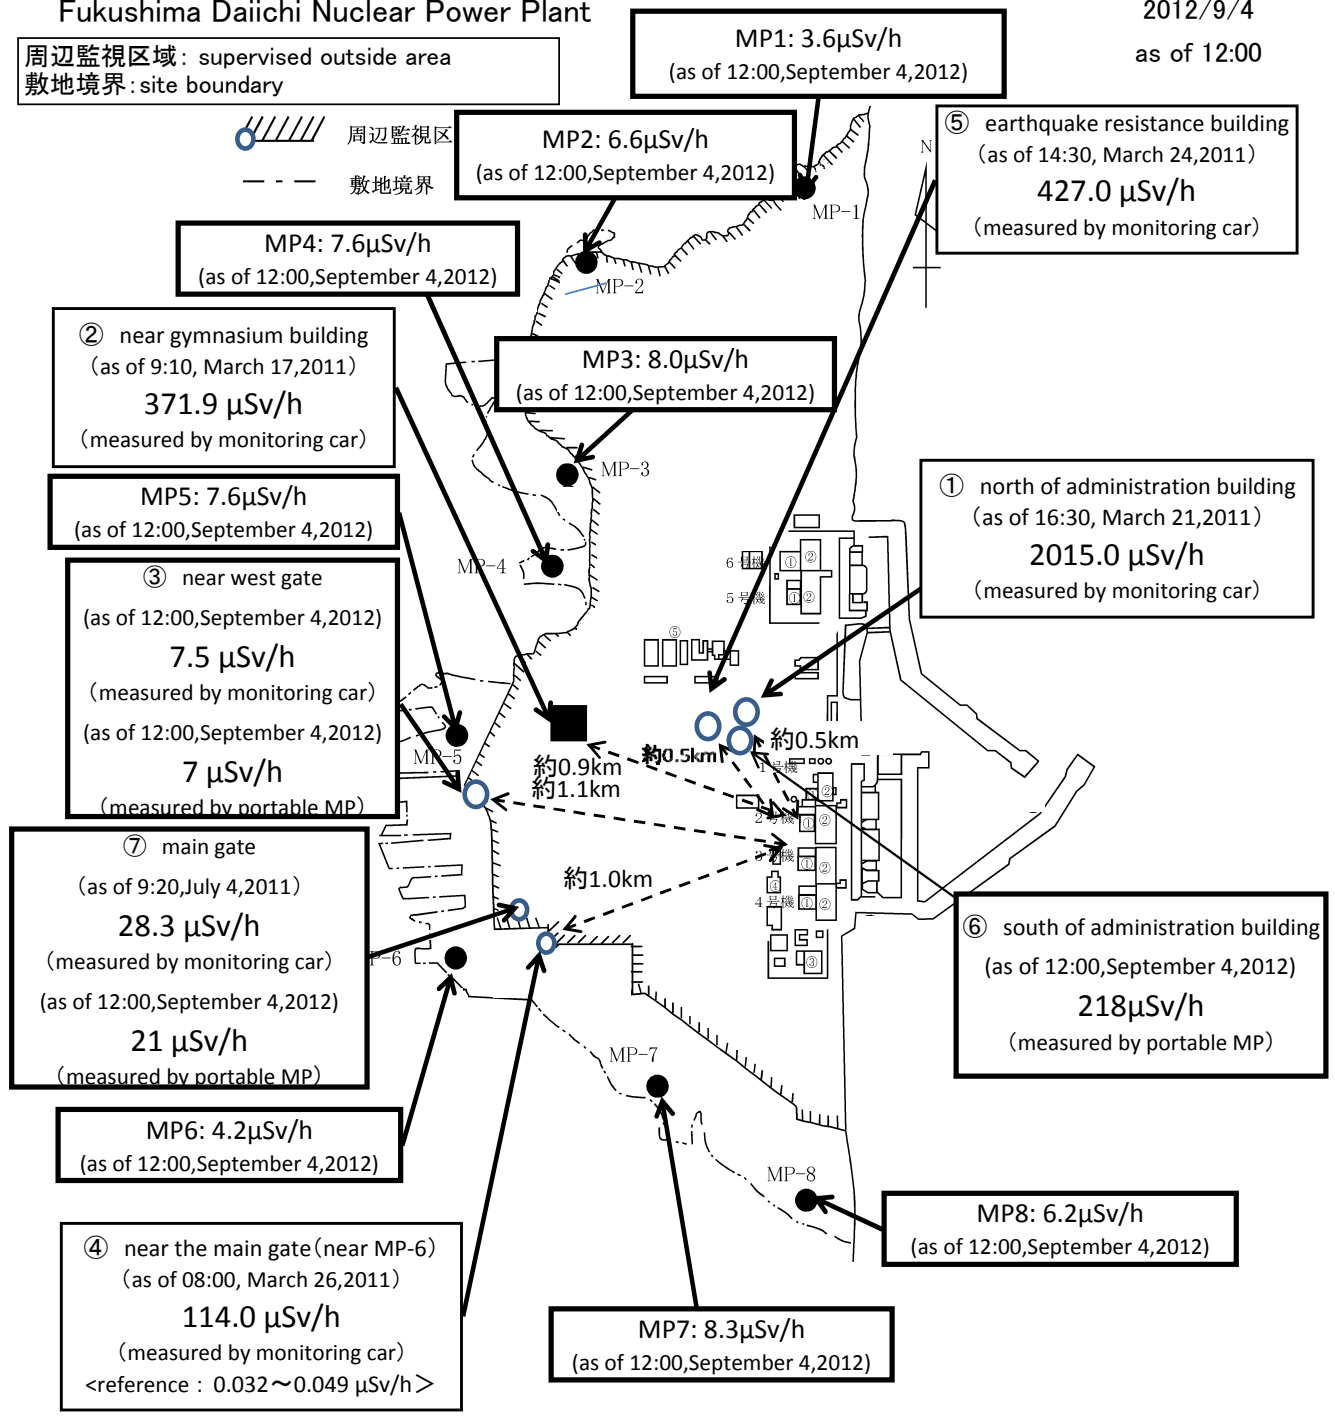 Fukushima Daiichi Nuclear Power Plant
2012/9/4
as of 12:00
周辺監視区域: supervised outside area
敷地境界:site boundary
周辺監視区
敷地境界
MP1: 3.6μSv/h
(as of 12:00,September 4,2012)
MP2: 6.6μSv/h
(as of 12:00,September 4,2012)
⑤ earthquake resistance building
(as of 14:30, March 24,2011)
427.0 μSv/h
(measured by monitoring car)
N
MP-1
MP4: 7.6μSv/h
(as of 12:00,September 4,2012)
MP-2
② near gymnasium building
(as of 9:10, March 17,2011)
371.9 μSv/h
(measured by monitoring car)
MP3: 8.0μSv/h
(as of 12:00,September 4,2012)
MP-3
MP5: 7.6μSv/h
(as of 12:00,September 4,2012)
① north of administration building
(as of 16:30, March 21,2011)
2015.0 μSv/h
(measured by monitoring car)
MP-4
6号機
① ②
5号機
① ②
⑤
③ near west gate
(as of 12:00,September 4,2012)
7.5 μSv/h
(measured by monitoring car)
(as of 12:00,September 4,2012)
7 μSv/h
(measured by portable MP)
MP-5
約0.9km
約1.1km
約0.5km
約0.5km
1号機
②
2号機
① ②
3号機
① ②
④
4号機
① ②
③
約1.0km
⑦ main gate
(as of 9:20,July 4,2011)
28.3 μSv/h
(measured by monitoring car)
(as of 12:00,September 4,2012)
21 μSv/h
(measured by portable MP)
P-6
⑥ south of administration building
(as of 12:00,September 4,2012)
218μSv/h
(measured by portable MP)
MP-7
MP6: 4.2μSv/h
(as of 12:00,September 4,2012)
MP-8
MP8: 6.2μSv/h
(as of 12:00,September 4,2012)
④ near the main gate(near MP-6)
(as of 08:00, March 26,2011)
114.0 μSv/h
(measured by monitoring car)
<reference : 0.032～0.049 μSv/h>
MP7: 8.3μSv/h
(as of 12:00,September 4,2012)